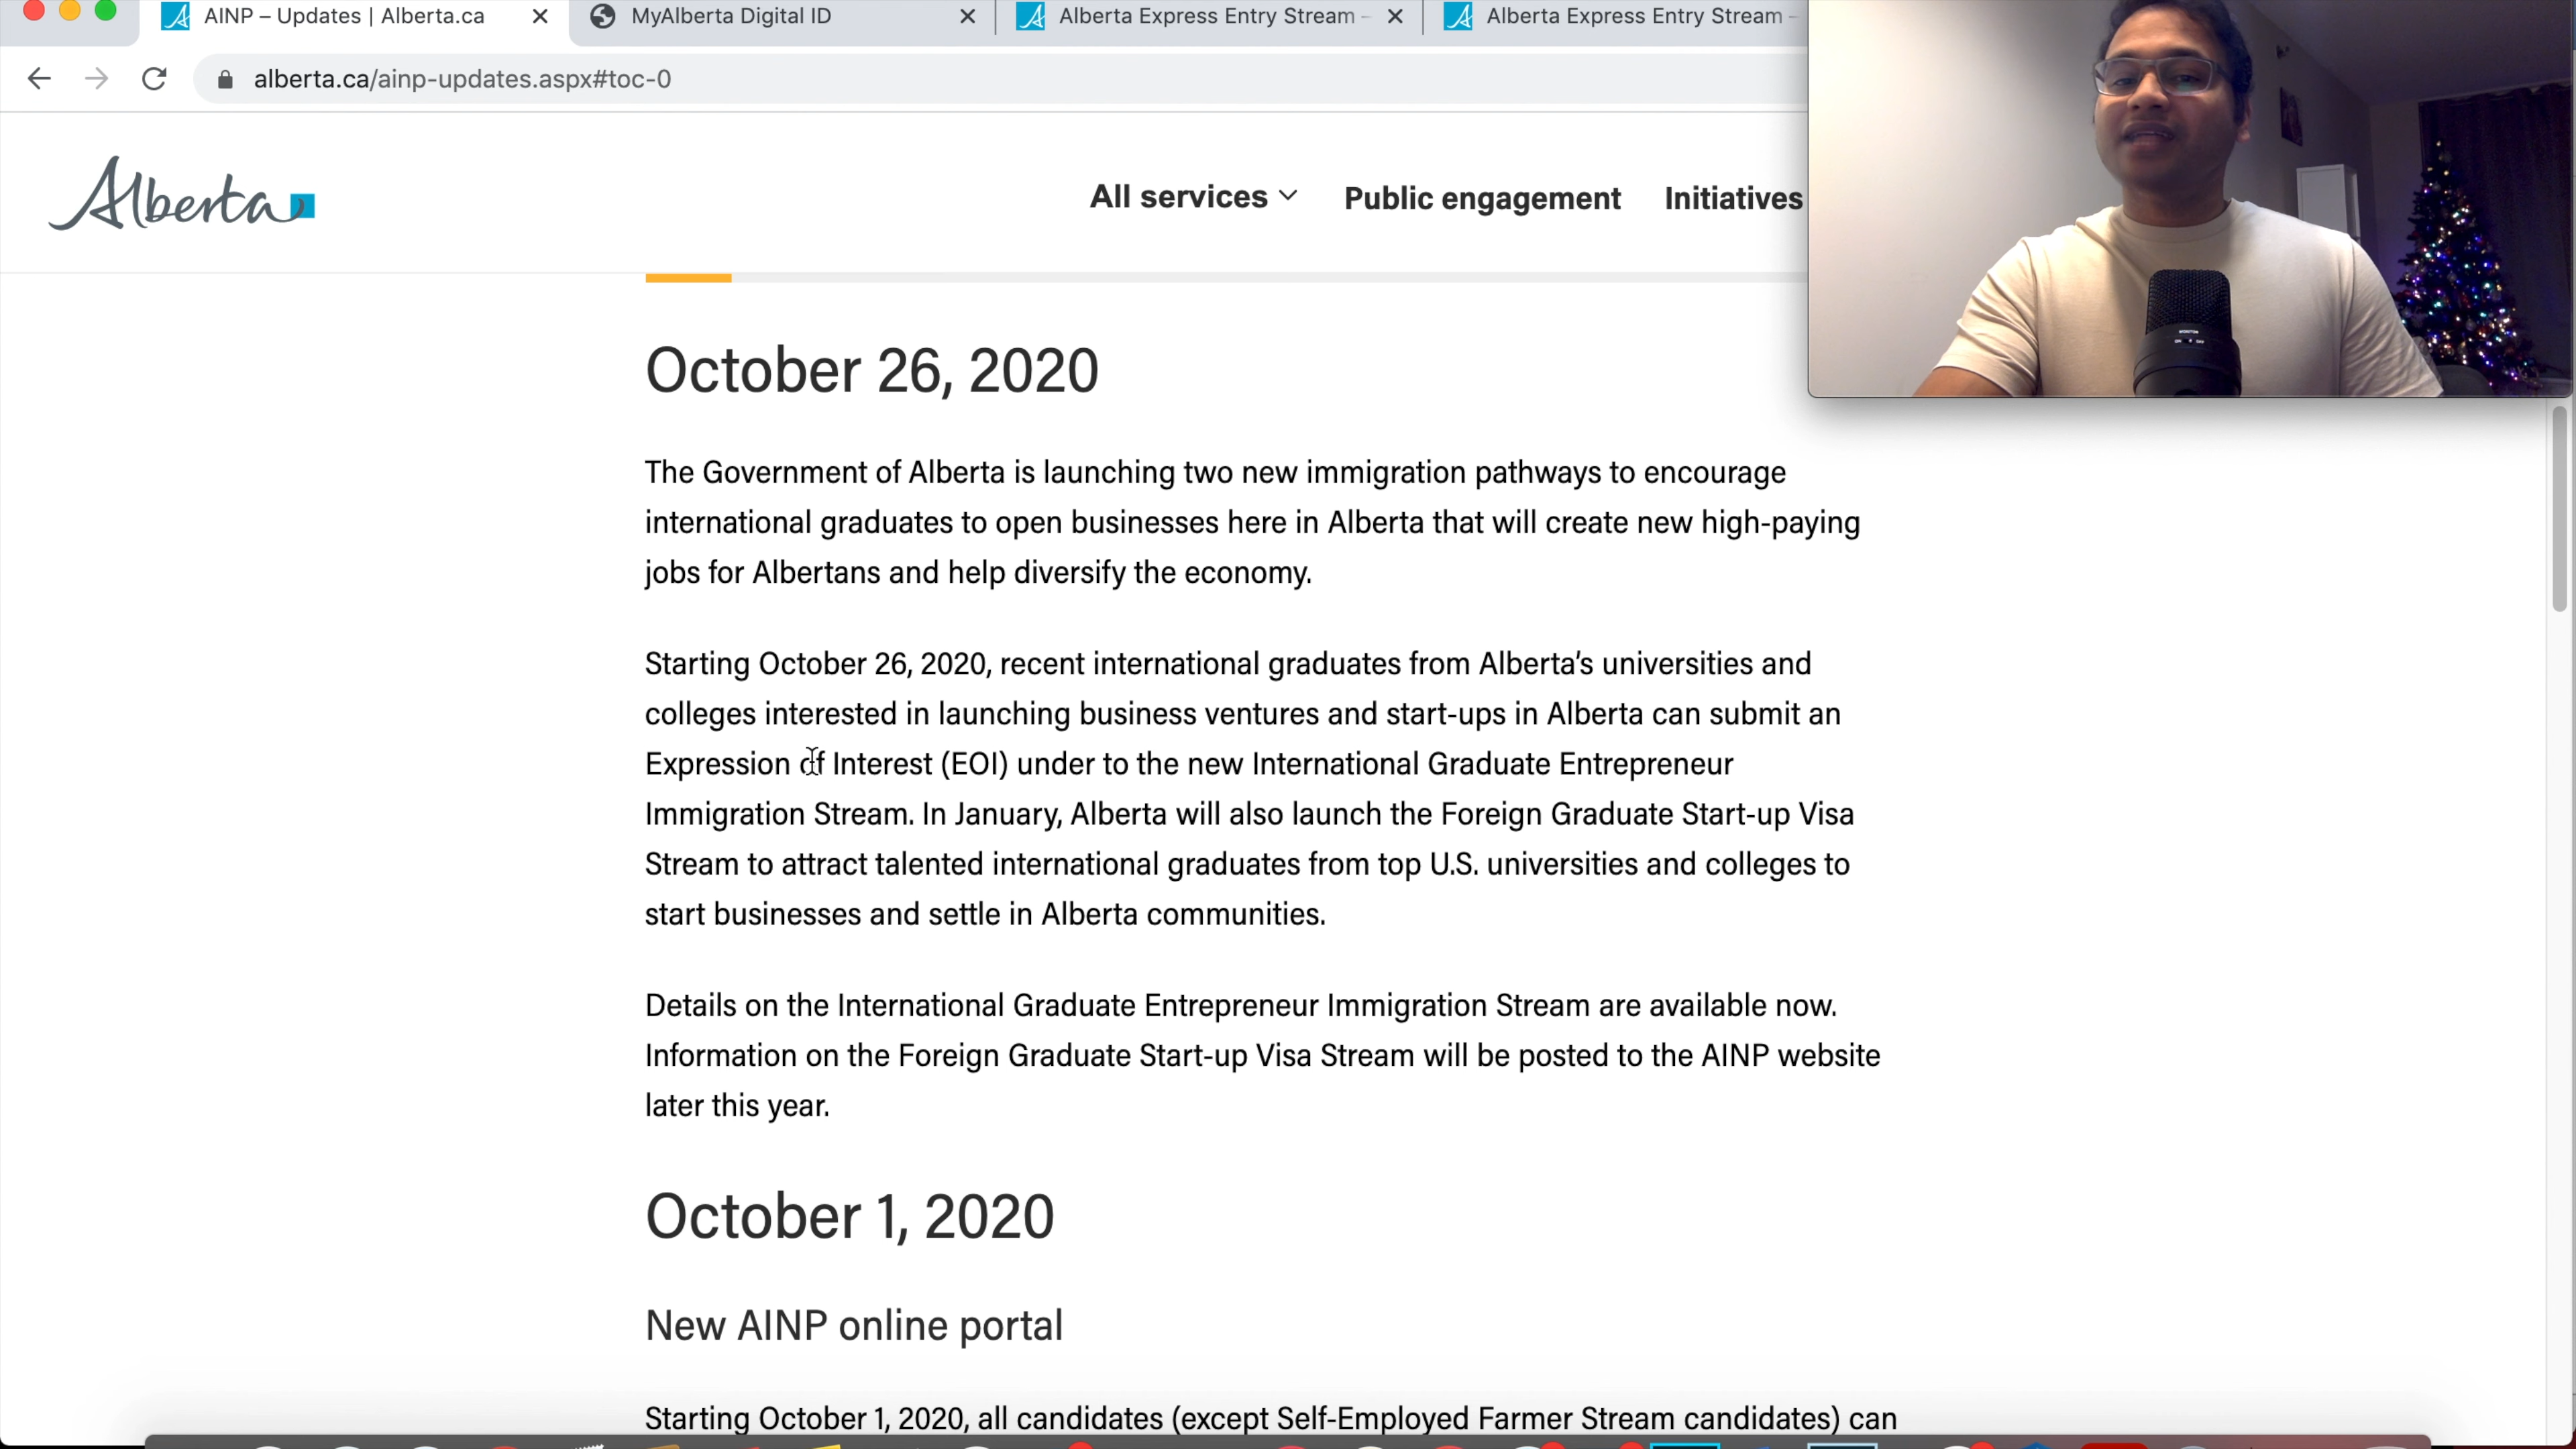 AINP – Updates | Alberta.ca
MyAlberta Digital ID
Alberta Express Entry Stream –
Alberta Express Entry Stream –
alberta.ca/ainp-updates.aspx#toc-0
Alberta
All services
Public engagement
Initiatives
October 26, 2020
The Government of Alberta is launching two new immigration pathways to encourage
international graduates to open businesses here in Alberta that will create new high-paying
jobs for Albertans and help diversify the economy.
Starting October 26, 2020, recent international graduates from Alberta’s universities and
colleges interested in launching business ventures and start-ups in Alberta can submit an
Expression of Interest (EOI) under to the new International Graduate Entrepreneur
Immigration Stream. In January, Alberta will also launch the Foreign Graduate Start-up Visa
Stream to attract talented international graduates from top U.S. universities and colleges to
start businesses and settle in Alberta communities.
Details on the International Graduate Entrepreneur Immigration Stream are available now.
Information on the Foreign Graduate Start-up Visa Stream will be posted to the AINP website
later this year.
October 1, 2020
New AINP online portal
Starting October 1, 2020, all candidates (except Self-Employed Farmer Stream candidates) can